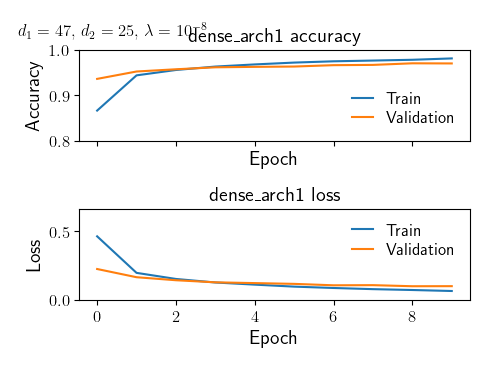 d₁ = 47, d₂ = 25, λ = 10⁻⁸
dense_arch1 accuracy
1.0
0.9
0.8
Accuracy
Train
Validation
Epoch
dense_arch1 loss
0.5
0.0
Loss
Train
Validation
0 2 4 6 8
Epoch